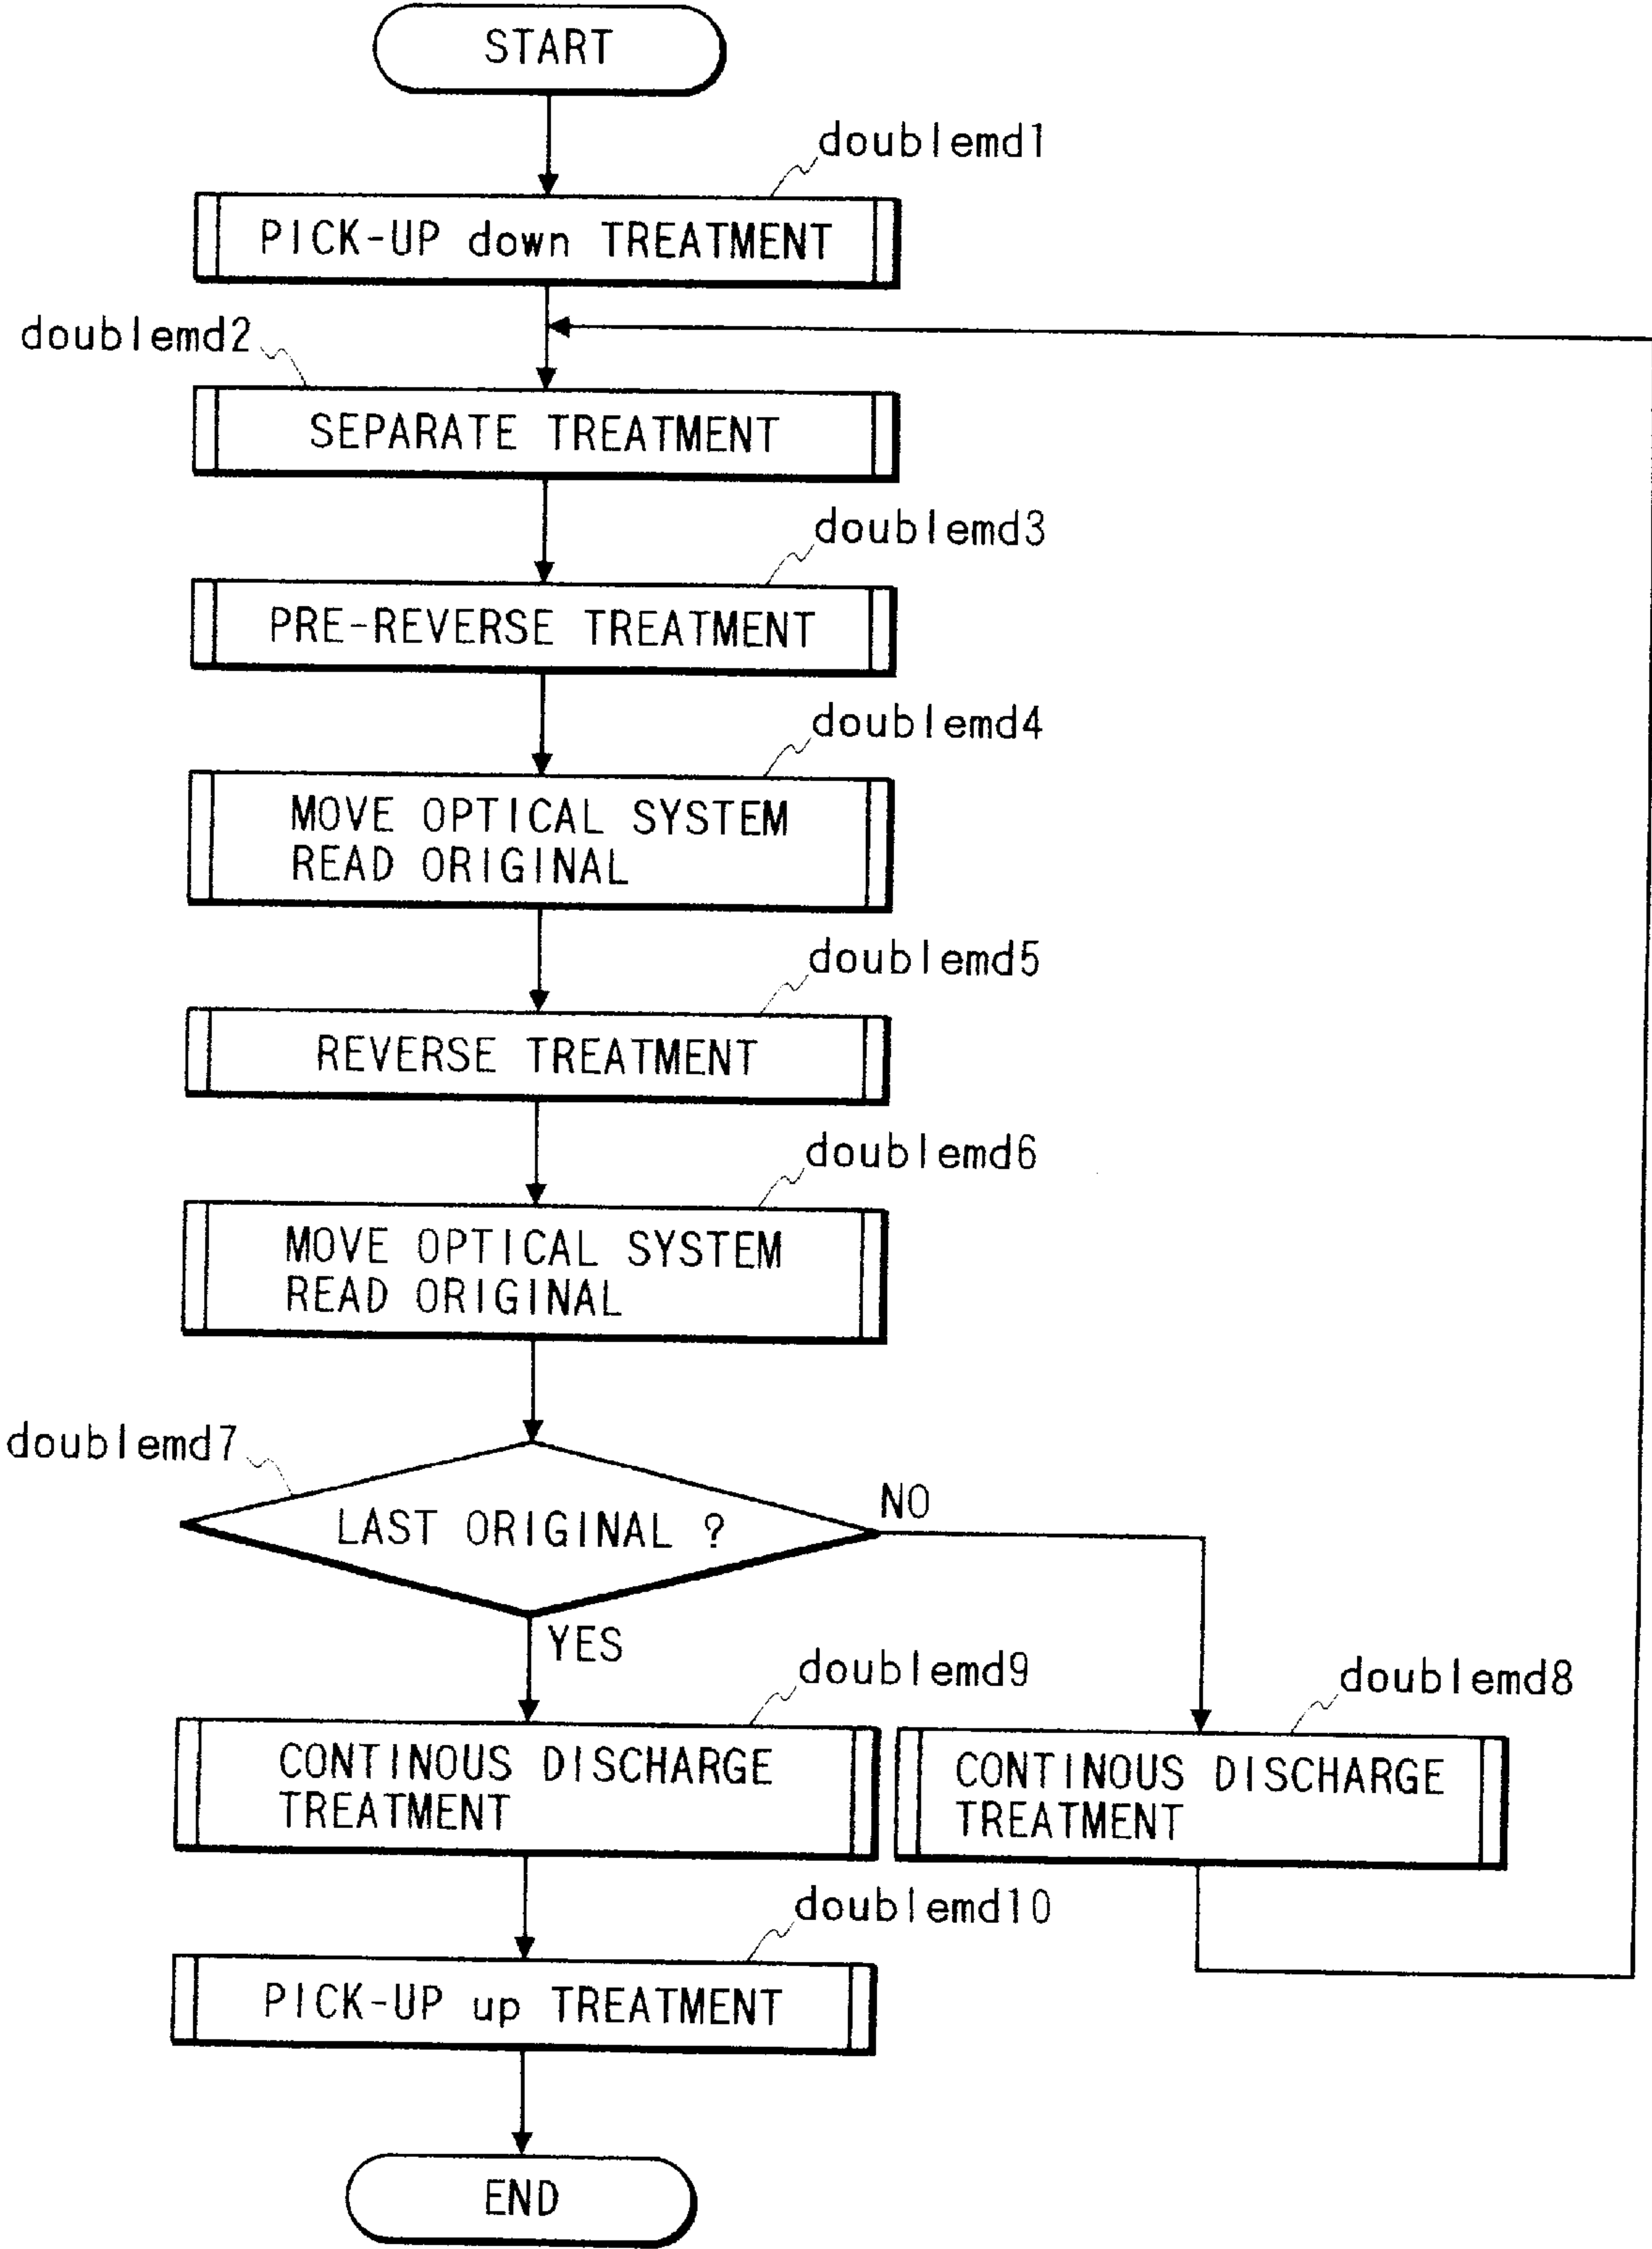 START
doublemd1
PICK-UP down TREATMENT
doublemd2
SEPARATE TREATMENT
doublemd3
PRE-REVERSE TREATMENT
doublemd4
MOVE OPTICAL SYSTEM
READ ORIGINAL
doublemd5
REVERSE TREATMENT
doublemd6
MOVE OPTICAL SYSTEM
READ ORIGINAL
doublemd7
LAST ORIGINAL ?
NO
YES
doublemd9
CONTINOUS DISCHARGE
TREATMENT
doublemd8
CONTINOUS DISCHARGE
TREATMENT
doublemd10
PICK-UP up TREATMENT
END